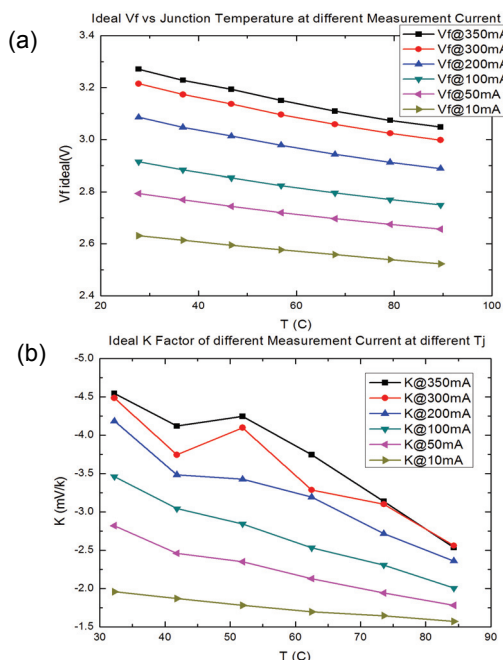 (a)
Ideal Vf vs Junction Temperature at different Measurement Current
Vf@350mA
Vf@300mA
Vf@200mA
Vf@100mA
Vf@50mA
Vf@10mA
3.4
3.2
3.0
2.8
2.6
2.4
Vf ideal(V)
20 40 60 80 100
T (C)
(b)
Ideal K Factor of different Measurement Current at different Tj
K@350mA
K@300mA
K@200mA
K@100mA
K@50mA
K@10mA
-5.0
-4.5
-4.0
-3.5
-3.0
-2.5
-2.0
-1.5
K (mV/k)
30 40 50 60 70 80 90
T (C)